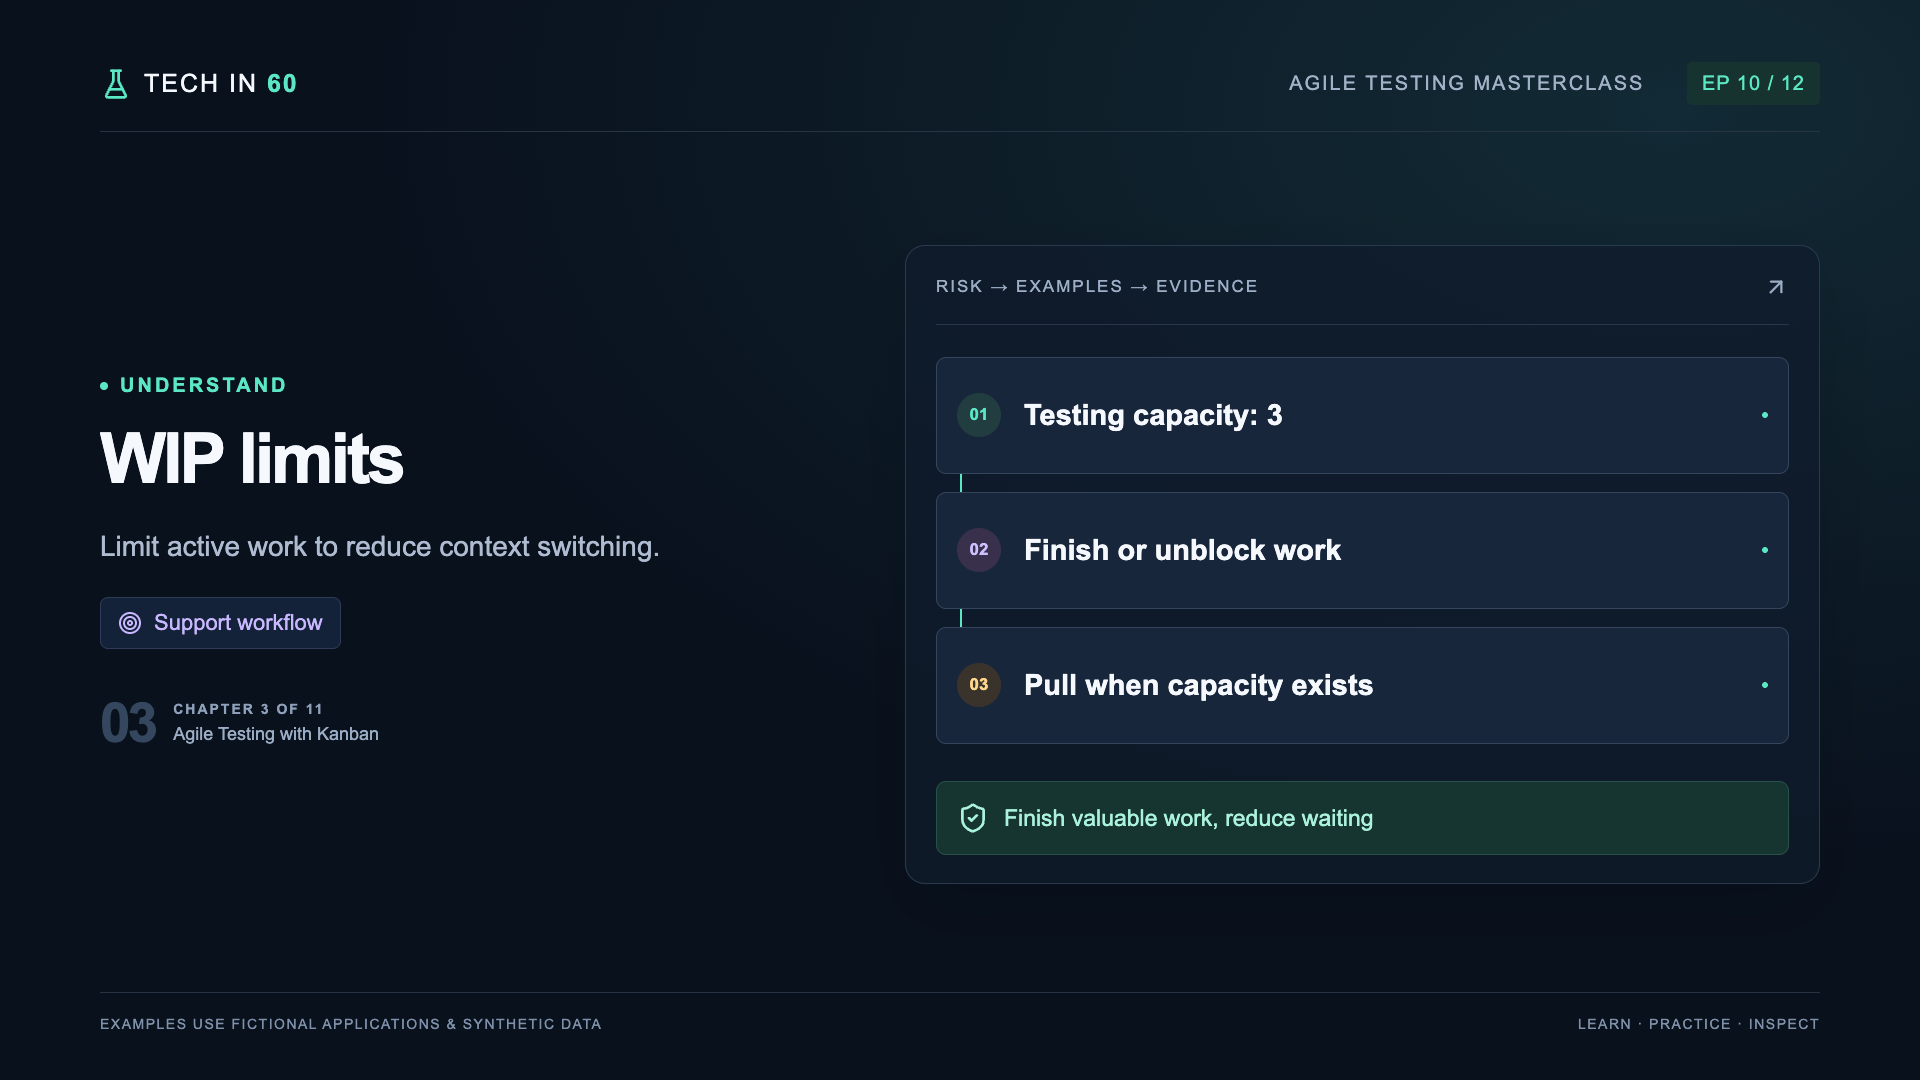 TECH IN 60
AGILE TESTING MASTERCLASS
EP 10 / 12
UNDERSTAND
WIP limits
Limit active work to reduce context switching.
Support workflow
03
CHAPTER 3 OF 11
Agile Testing with Kanban
RISK → EXAMPLES → EVIDENCE
01
Testing capacity: 3
02
Finish or unblock work
03
Pull when capacity exists
Finish valuable work, reduce waiting
EXAMPLES USE FICTIONAL APPLICATIONS & SYNTHETIC DATA
LEARN · PRACTICE · INSPECT